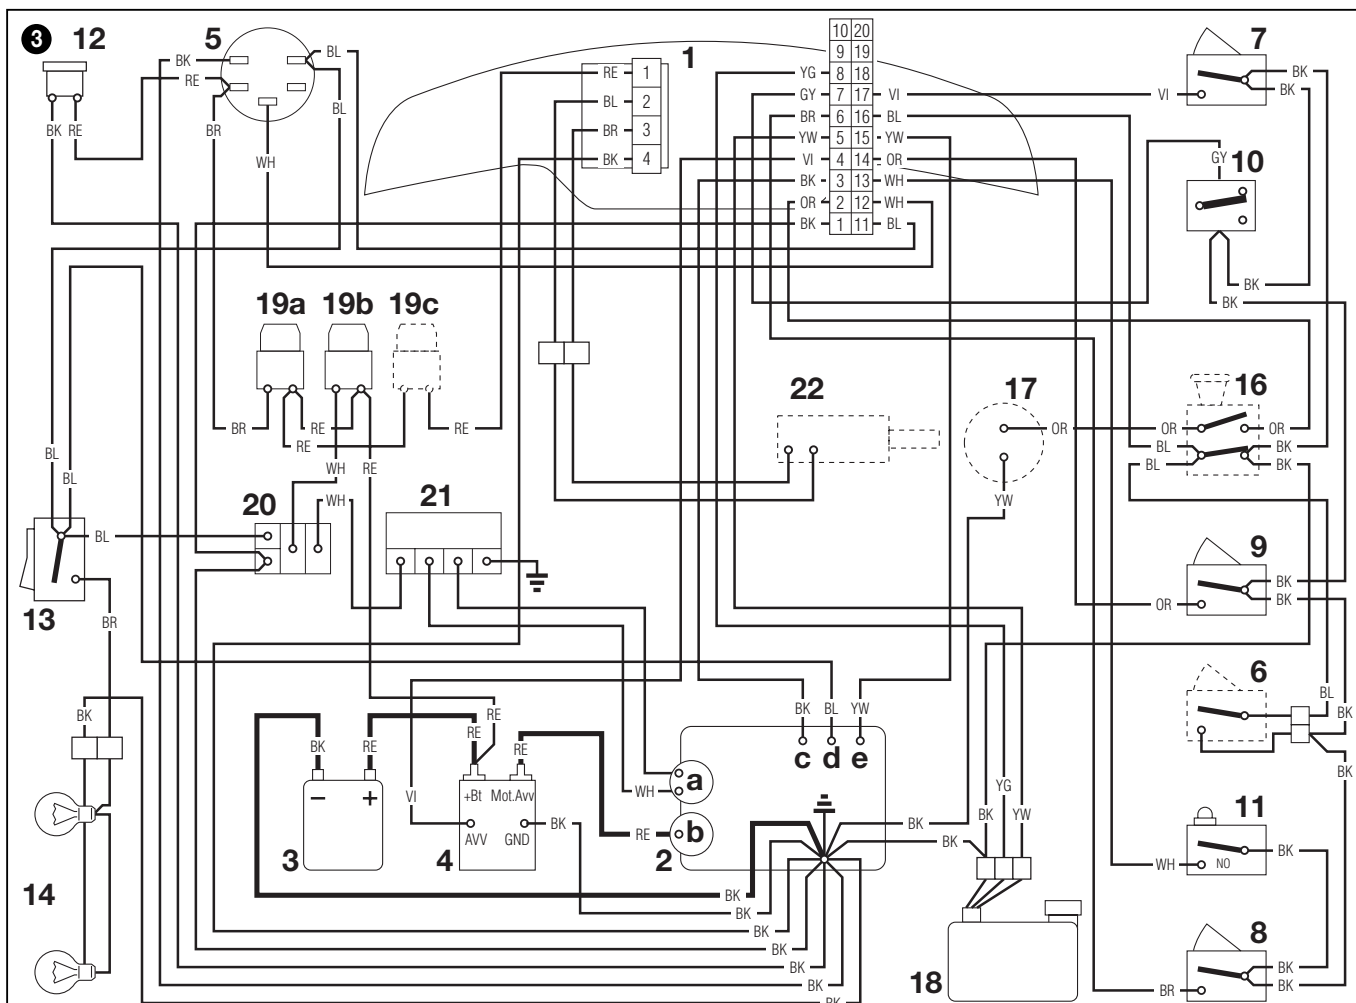 3 12 5 1 7
BK RE BL BL
BK RE BR WH
RE 1
BL 2
BR 3
BK 4
10 20
9 19
YG 8 18
GY 7 17 VI
BR 6 16 BL
YW 5 15 YW
VI 4 14 OR
BK 3 13 WH
OR 2 12 WH
BK 1 11 BL
VI BK BK
GY 10
BK
BK
19a 19b 19c
BR RE RE RE
WH RE
22 17 16
OR OR OR
BL BK
BL BK
YW
BL BL
20 WH 21
BL
13
BR
9
BK
BK
OR
6
BL BK
BK
BK
BK RE RE RE RE
− +
+Bt Mot.Avv
AVV GND
VI BK
3 4
WH RE
a b 2
BK BL YW
c d e
BK
BK
BK YG YW
18
11
BK
WH NO
8
BK
BK
BR
14
BK
BK
BK
BK
BK
BK
BK